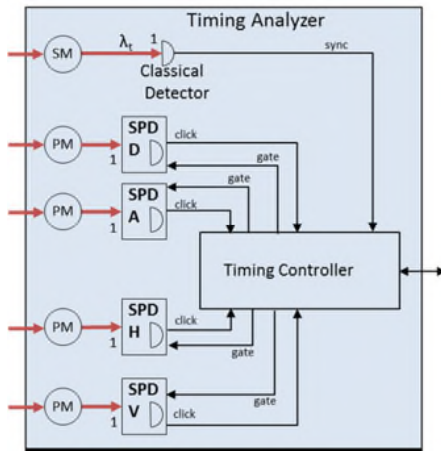 Timing Analyzer
SM
λt
1
Classical
Detector
sync
PM
1
SPD
D
click
gate
PM
1
SPD
A
gate
click
Timing Controller
PM
1
SPD
H
click
gate
PM
1
SPD
V
gate
click